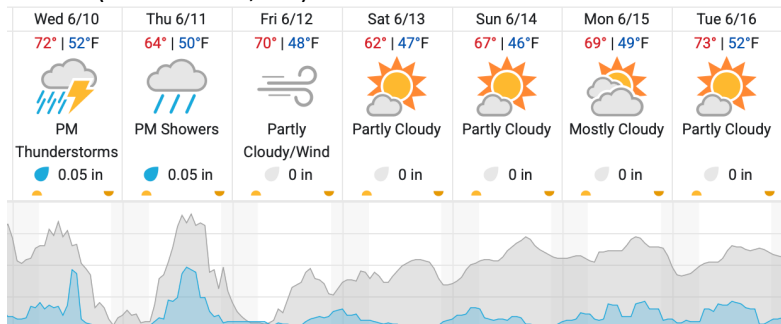 Wed 6/10
Thu 6/11
Fri 6/12
Sat 6/13
Sun 6/14
Mon 6/15
Tue 6/16
72° | 52°F
64° | 50°F
70° | 48°F
62° | 47°F
67° | 46°F
69° | 49°F
73° | 52°F
PM
Thunderstorms
PM Showers
Partly
Cloudy/Wind
Partly Cloudy
Partly Cloudy
Mostly Cloudy
Partly Cloudy
0.05 in
0.05 in
0 in
0 in
0 in
0 in
0 in